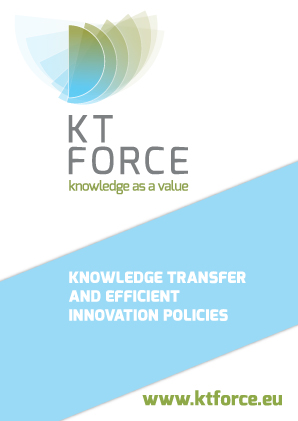 KT
FORCE
knowledge as a value
KNOWLEDGE TRANSFER
AND EFFICIENT
INNOVATION POLICIES
www.ktforce.eu